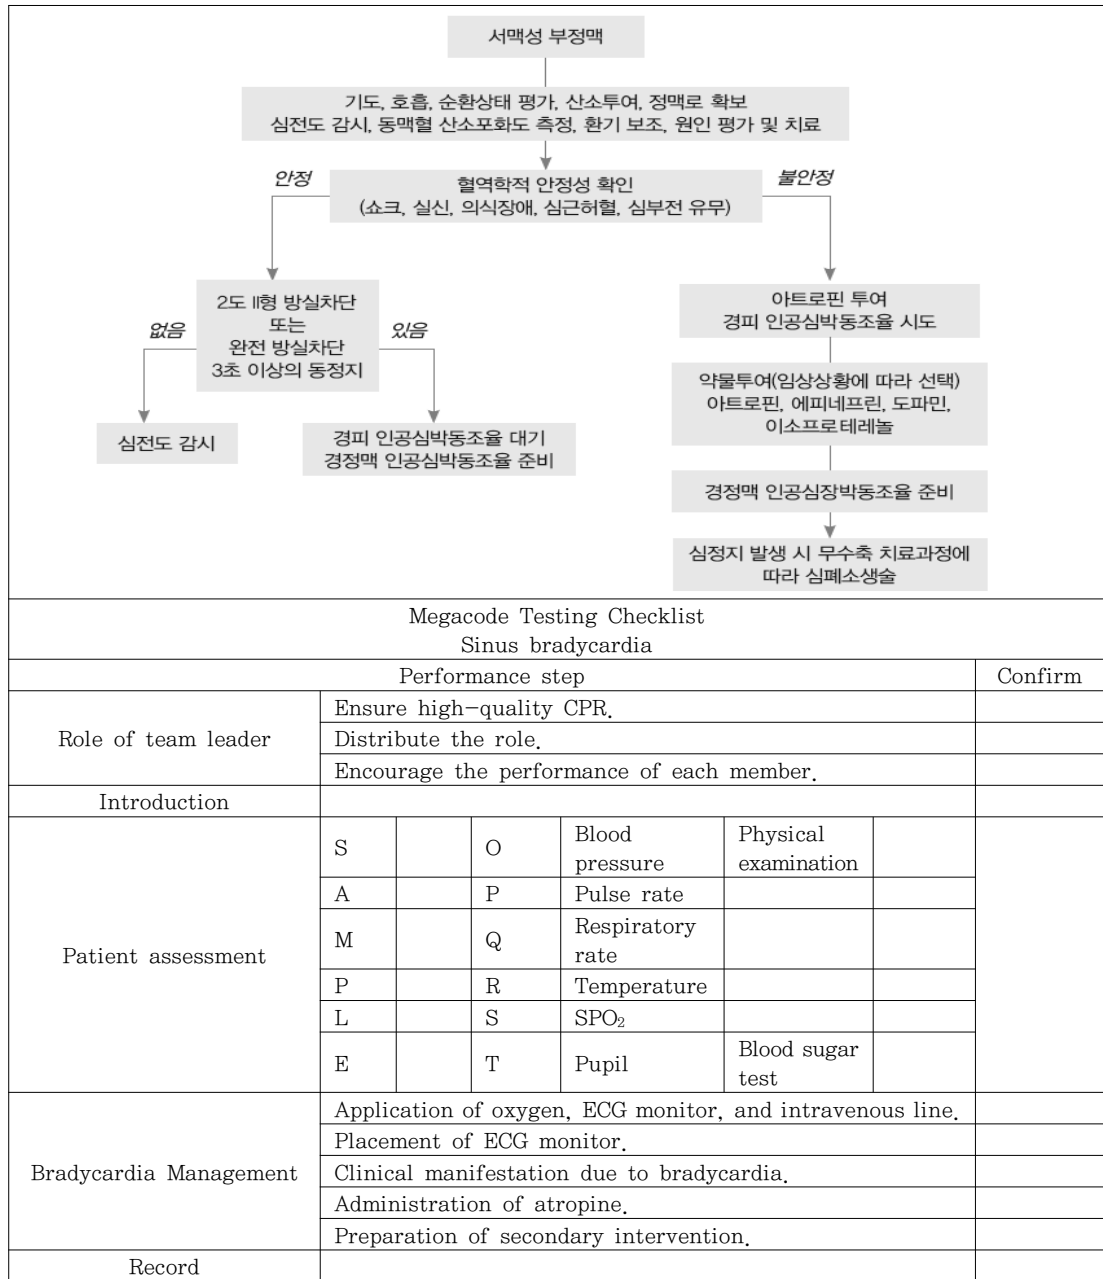 서맥성 부정맥
기도, 호흡, 순환상태 평가, 산소투여, 정맥로 확보
심전도 감시, 동맥혈 산소포화도 측정, 환기 보조, 원인 평가 및 치료
안정
혈역학적 안정성 확인
(쇼크, 실신, 의식장애, 심근허혈, 심부전 유무)
불안정
2도 II형 방실차단
또는
완전 방실차단
3초 이상의 동정지
없음
있음
심전도 감시
경피 인공심박동조율 대기
경정맥 인공심박동조율 준비
아트로핀 투여
경피 인공심박동조율 시도
약물투여(임상상황에 따라 선택)
아트로핀, 에피네프린, 도파민,
이소프로테레놀
경정맥 인공심장박동조율 준비
심정지 발생 시 무수축 치료과정에
따라 심폐소생술
Megacode Testing Checklist
Sinus bradycardia
Performance step
Confirm
Role of team leader
Ensure high-quality CPR.
Distribute the role.
Encourage the performance of each member.
Introduction
Patient assessment
S
O
Blood
pressure
Physical
examination
A
P
Pulse rate
M
Q
Respiratory
rate
P
R
Temperature
L
S
SPO₂
E
T
Pupil
Blood sugar
test
Bradycardia Management
Application of oxygen, ECG monitor, and intravenous line.
Placement of ECG monitor.
Clinical manifestation due to bradycardia.
Administration of atropine.
Preparation of secondary intervention.
Record